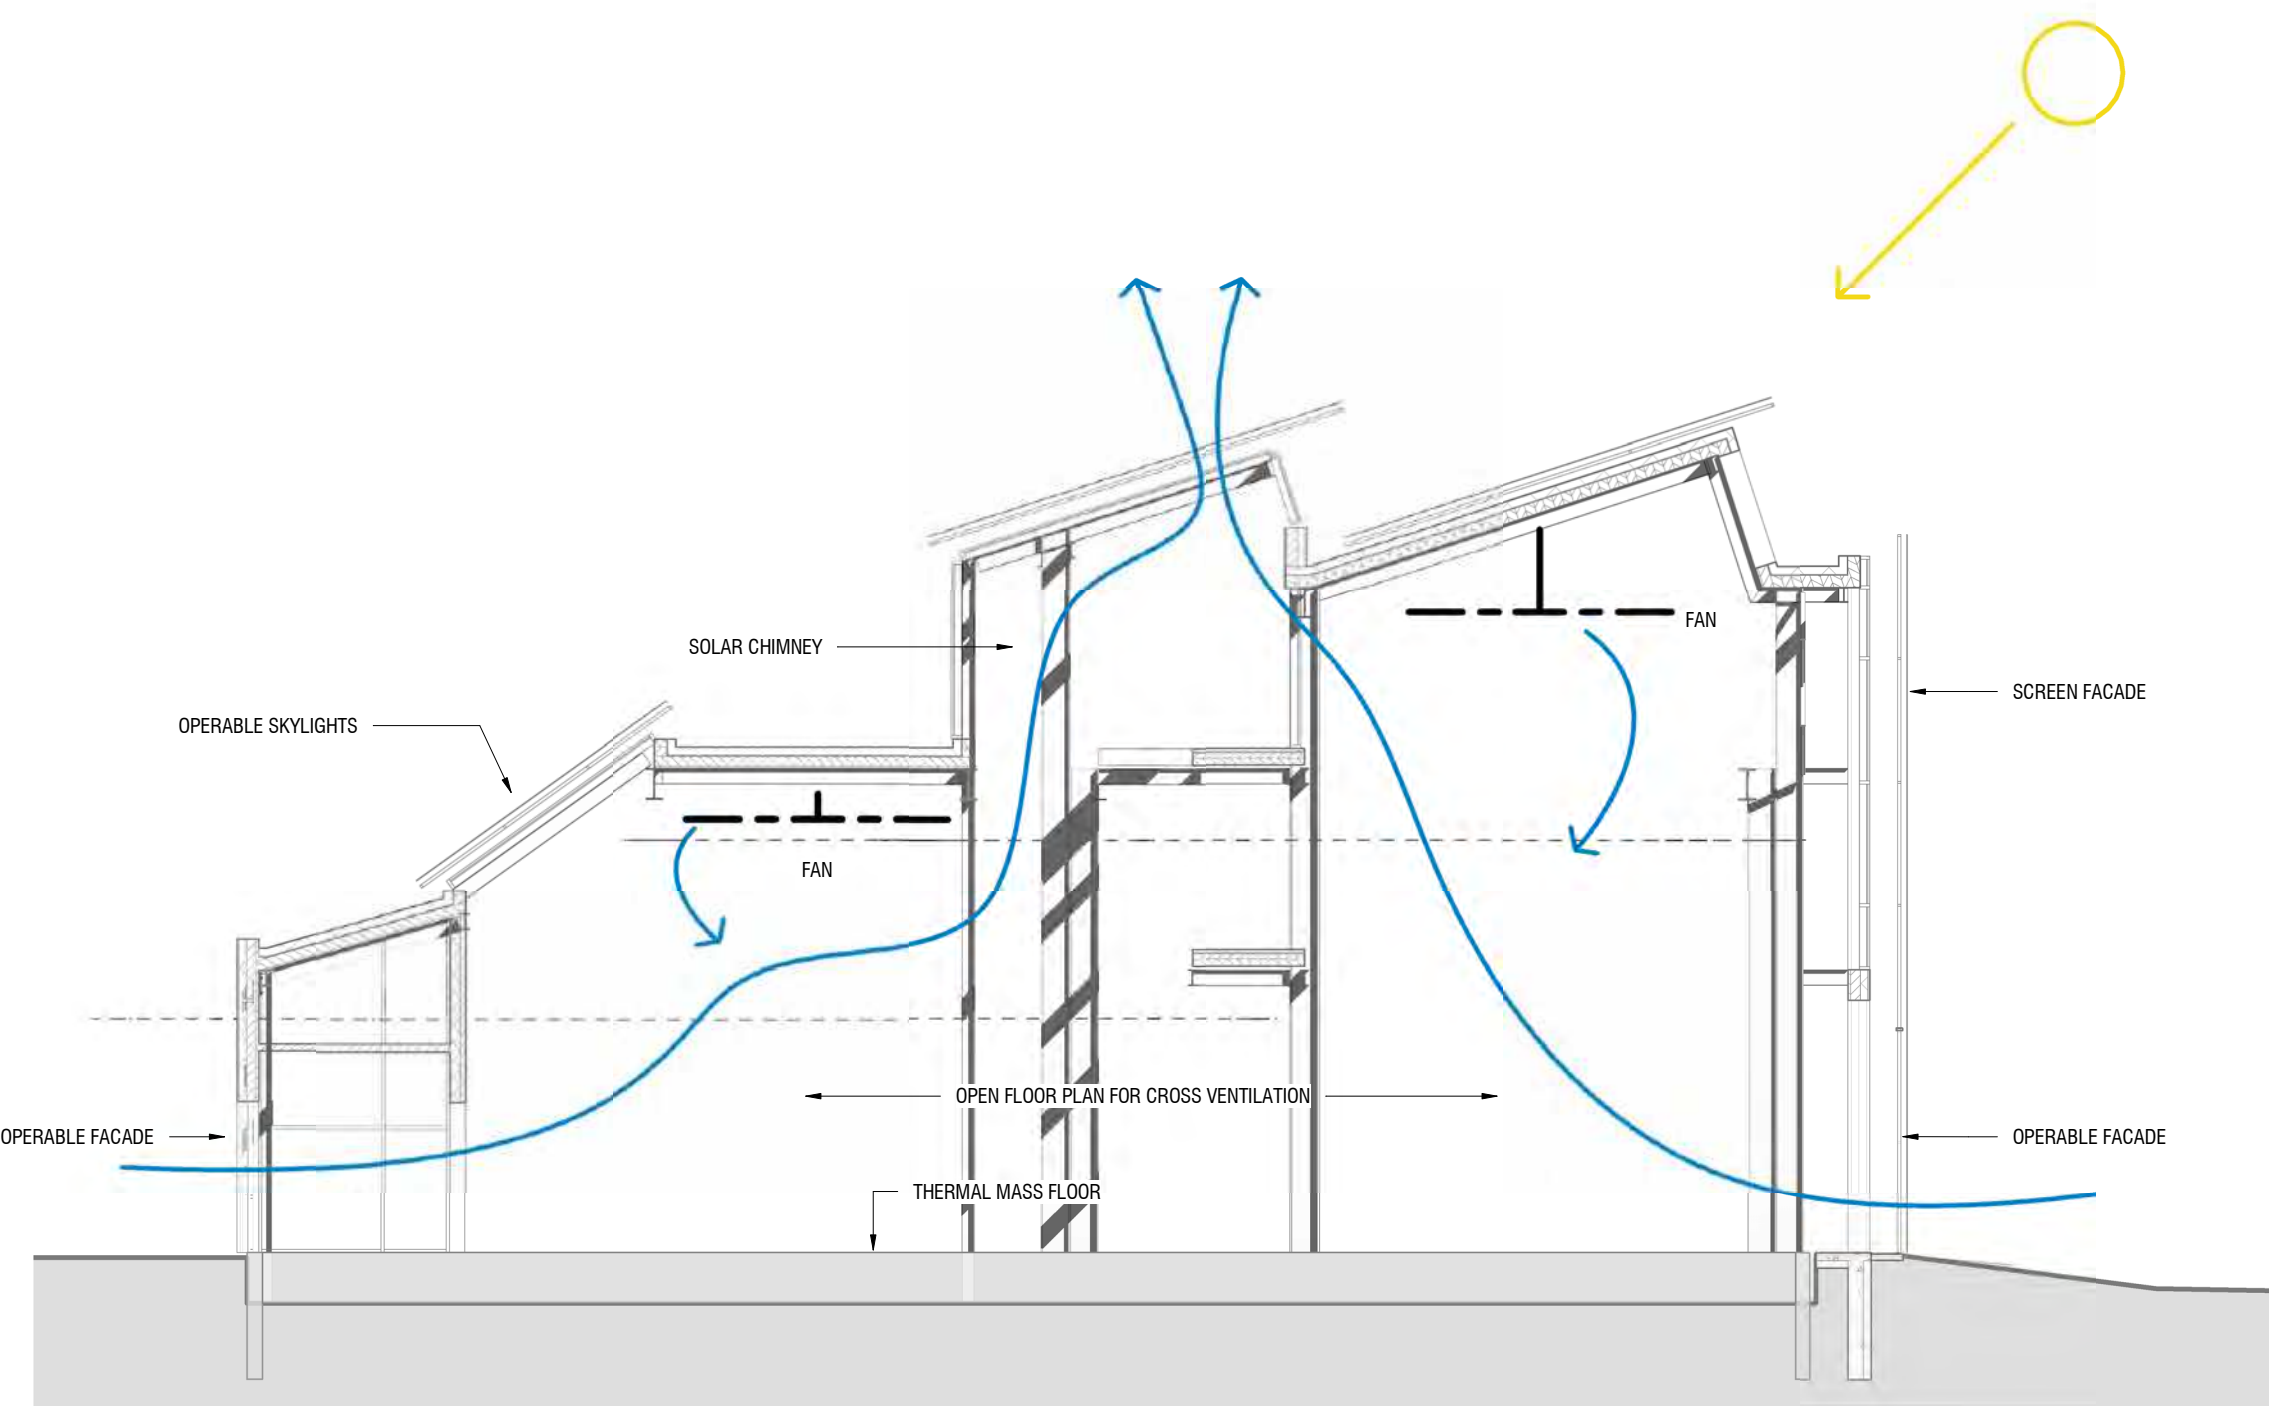 FAN
SOLAR CHIMNEY
SCREEN FACADE
OPERABLE SKYLIGHTS
FAN
OPEN FLOOR PLAN FOR CROSS VENTILATION
OPERABLE FACADE
OPERABLE FACADE
THERMAL MASS FLOOR